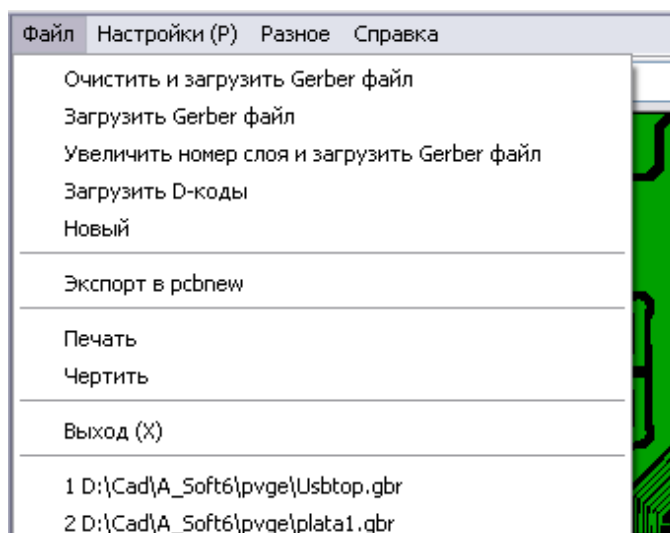 Файл Настройки (P) Разное Справка
Очистить и загрузить Gerber файл
Загрузить Gerber файл
Увеличить номер слоя и загрузить Gerber файл
Загрузить D-коды
Новый
Экспорт в pcbnew
Печать
Чертить
Выход (X)
1 D:\Cad\A_Soft6\pvge\Usbtop.gbr
2 D:\Cad\A_Soft6\pvge\plata1.gbr